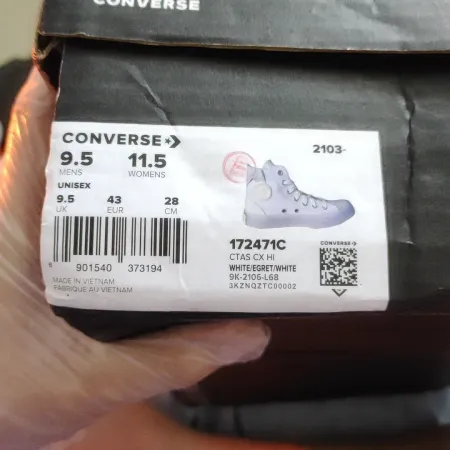 CONVERSE
CONVERSE
9.5 11.5
MENS WOMENS
UNISEX
9.5 43 28
UK EUR CM
901540 373194
MADE IN VIETNAM
FABRIQUE AU VIETNAM
2103-
172471C
CTAS CX HI
WHITE/EGRET/WHITE
9K-2106-L68
3KZNQZTC00002
CONVERSE